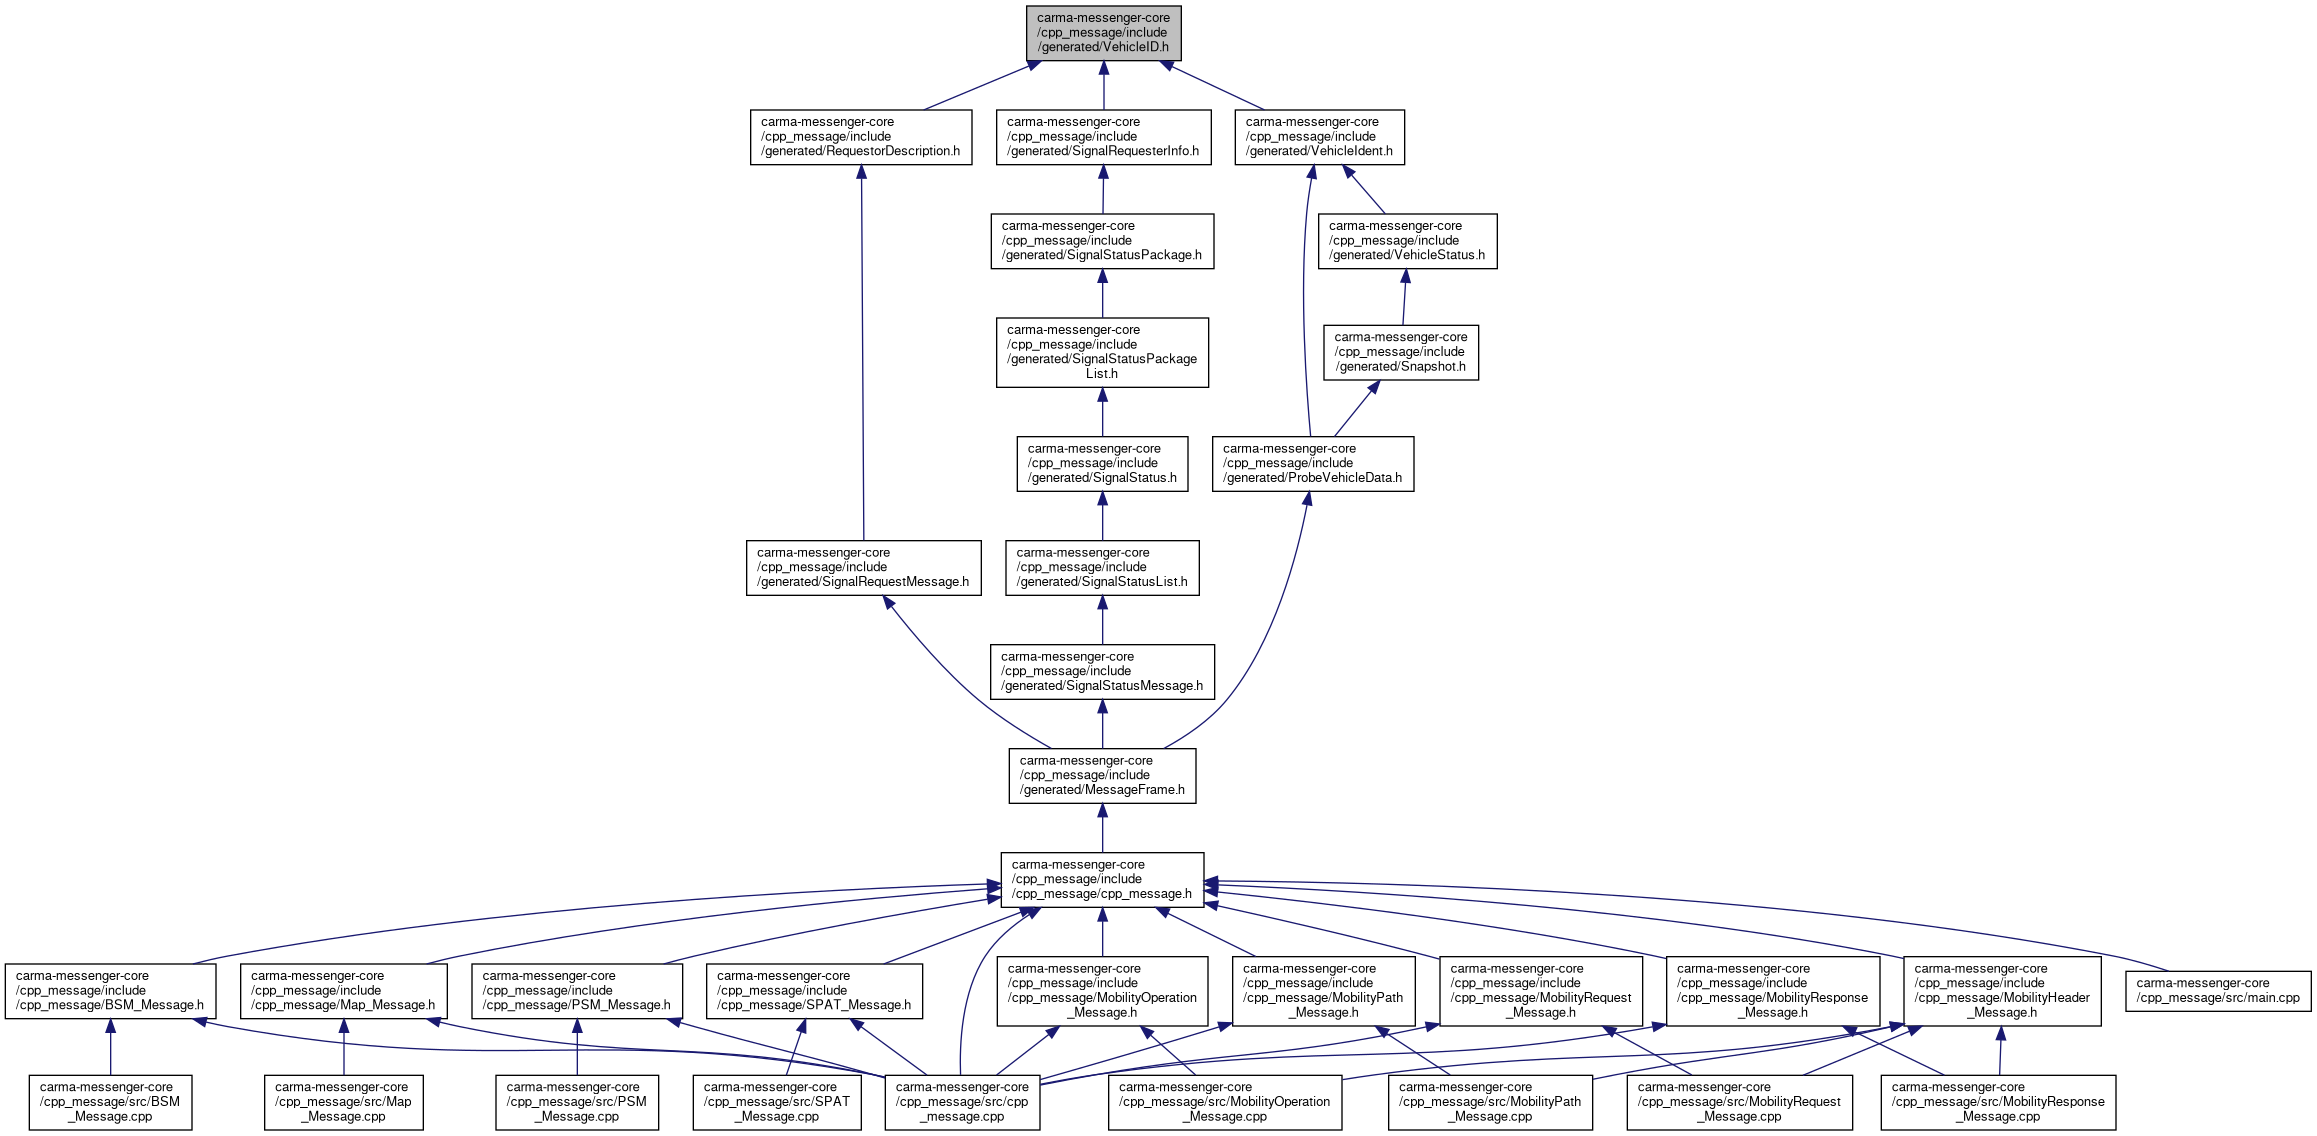 carma-messenger-core
/cpp_message/include
/generated/VehicleID.h
carma-messenger-core
/cpp_message/include
/generated/RequestorDescription.h
carma-messenger-core
/cpp_message/include
/generated/SignalRequesterInfo.h
carma-messenger-core
/cpp_message/include
/generated/VehicleIdent.h
carma-messenger-core
/cpp_message/include
/generated/SignalStatusPackage.h
carma-messenger-core
/cpp_message/include
/generated/VehicleStatus.h
carma-messenger-core
/cpp_message/include
/generated/SignalStatusPackage
List.h
carma-messenger-core
/cpp_message/include
/generated/Snapshot.h
carma-messenger-core
/cpp_message/include
/generated/SignalStatus.h
carma-messenger-core
/cpp_message/include
/generated/ProbeVehicleData.h
carma-messenger-core
/cpp_message/include
/generated/SignalRequestMessage.h
carma-messenger-core
/cpp_message/include
/generated/SignalStatusList.h
carma-messenger-core
/cpp_message/include
/generated/SignalStatusMessage.h
carma-messenger-core
/cpp_message/include
/generated/MessageFrame.h
carma-messenger-core
/cpp_message/include
/cpp_message/cpp_message.h
carma-messenger-core
/cpp_message/include
/cpp_message/BSM_Message.h
carma-messenger-core
/cpp_message/include
/cpp_message/Map_Message.h
carma-messenger-core
/cpp_message/include
/cpp_message/PSM_Message.h
carma-messenger-core
/cpp_message/include
/cpp_message/SPAT_Message.h
carma-messenger-core
/cpp_message/include
/cpp_message/MobilityOperation
_Message.h
carma-messenger-core
/cpp_message/include
/cpp_message/MobilityPath
_Message.h
carma-messenger-core
/cpp_message/include
/cpp_message/MobilityRequest
_Message.h
carma-messenger-core
/cpp_message/include
/cpp_message/MobilityResponse
_Message.h
carma-messenger-core
/cpp_message/include
/cpp_message/MobilityHeader
_Message.h
carma-messenger-core
/cpp_message/src/main.cpp
carma-messenger-core
/cpp_message/src/BSM
_Message.cpp
carma-messenger-core
/cpp_message/src/Map
_Message.cpp
carma-messenger-core
/cpp_message/src/PSM
_Message.cpp
carma-messenger-core
/cpp_message/src/SPAT
_Message.cpp
carma-messenger-core
/cpp_message/src/cpp
_message.cpp
carma-messenger-core
/cpp_message/src/MobilityOperation
_Message.cpp
carma-messenger-core
/cpp_message/src/MobilityPath
_Message.cpp
carma-messenger-core
/cpp_message/src/MobilityRequest
_Message.cpp
carma-messenger-core
/cpp_message/src/MobilityResponse
_Message.cpp